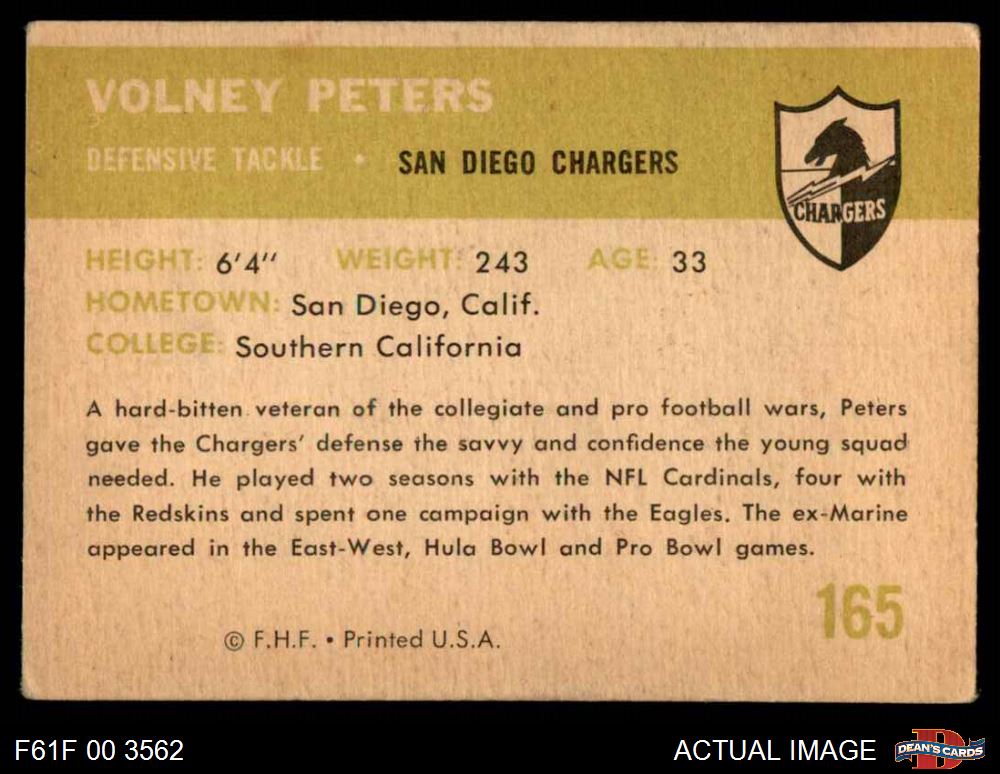 VOLNEY PETERS
DEFENSIVE TACKLE • SAN DIEGO CHARGERS
CHARGERS
HEIGHT: 6'4" WEIGHT: 243 AGE: 33
HOMETOWN: San Diego, Calif.
COLLEGE: Southern California
A hard-bitten veteran of the collegiate and pro football wars, Peters
gave the Chargers' defense the savvy and confidence the young squad
needed. He played two seasons with the NFL Cardinals, four with
the Redskins and spent one campaign with the Eagles. The ex-Marine
appeared in the East-West, Hula Bowl and Pro Bowl games.
165
© F.H.F. • Printed U.S.A.
F61F 00 3562
ACTUAL IMAGE
D
DEAN'S CARDS